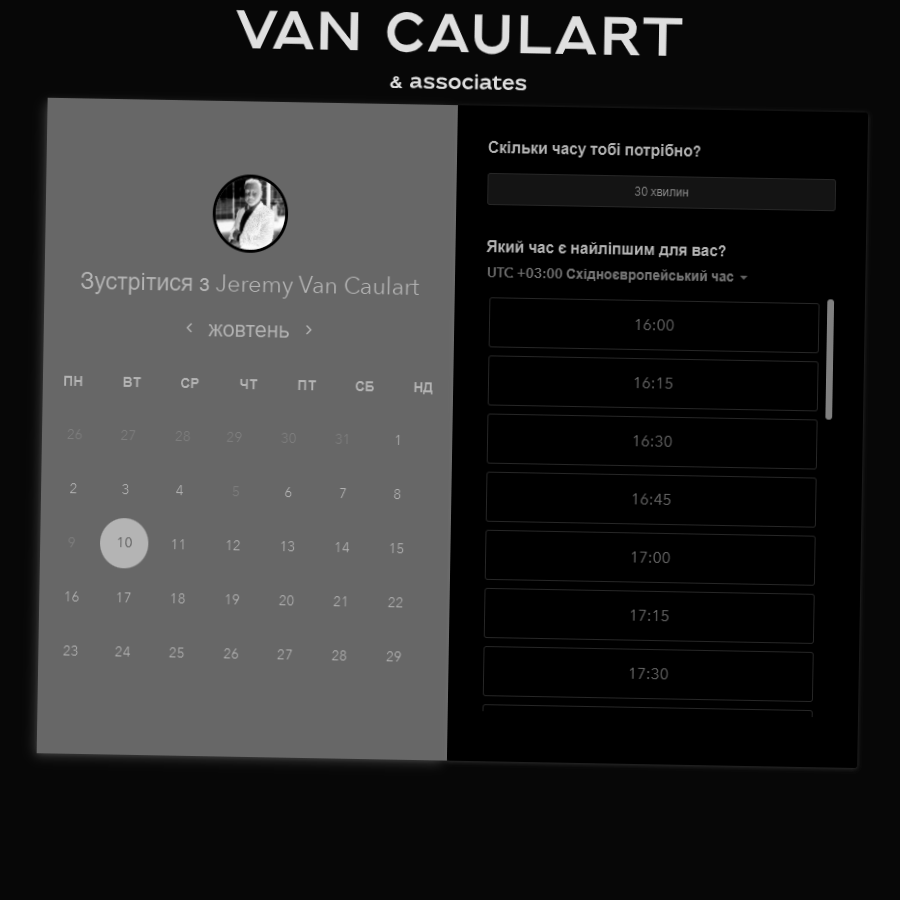 VAN CAULART
& associates
Зустрітися з Jeremy Van Caulart
жовтень
ПН ВТ СР ЧТ ПТ СБ НД
26 27 28 29 30 31 1
2 3 4 5 6 7 8
9 10 11 12 13 14 15
16 17 18 19 20 21 22
23 24 25 26 27 28 29
Скільки часу тобі потрібно?
30 хвилин
Який час є найліпшим для вас?
UTC +03:00 Східноєвропейський час
16:00
16:15
16:30
16:45
17:00
17:15
17:30